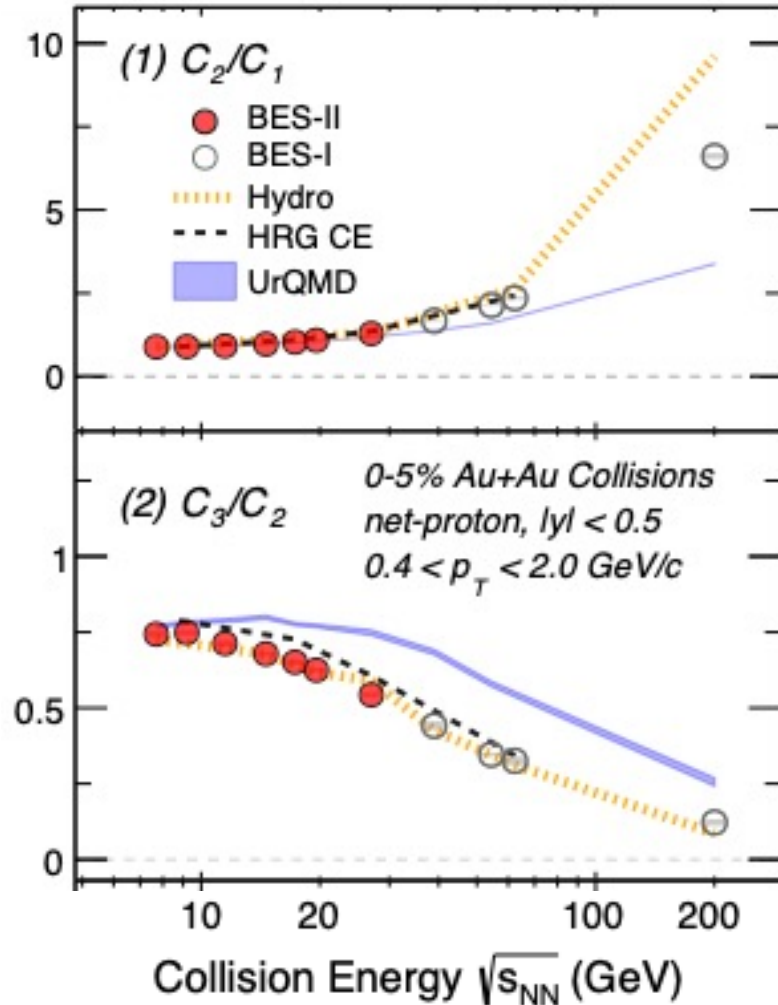 10
(1) C₂/C₁
BES-II
BES-I
Hydro
HRG CE
UrQMD
5
0
0-5% Au+Au Collisions
(2) C₃/C₂
net-proton, |y| < 0.5
0.4 < p_T < 2.0 GeV/c
1
0.5
0
10 20 100 200
Collision Energy √s_NN (GeV)